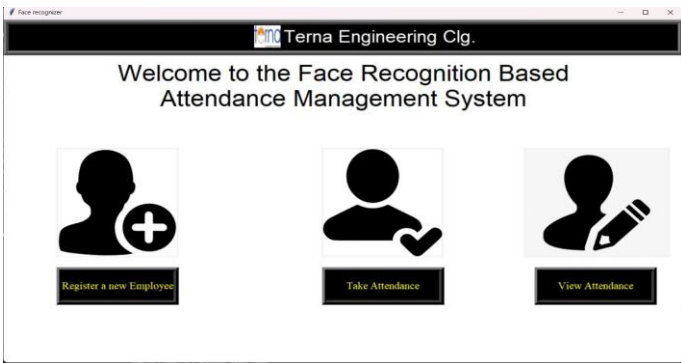 Face recognizer
Terna Engineering Clg.
Welcome to the Face Recognition Based
Attendance Management System
Register a new Employee
Take Attendance
View Attendance